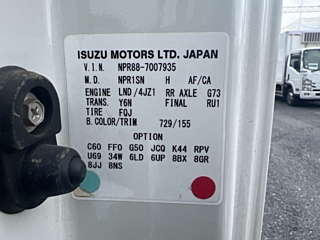 ISUZU MOTORS LTD. JAPAN
V.I.N. NPR88-7007935
M.D. NPR1SN H AF/CA
ENGINE LND /4JZ1 RR AXLE G73
TRANS. Y6N FINAL RU1
TIRE FQJ
B.COLOR/TRIM 729/155
OPTION
C60 FF0 G50 JCQ K44 RPV
U69 34W 6LD 6UP 8BX 8GR
8JJ 8NS